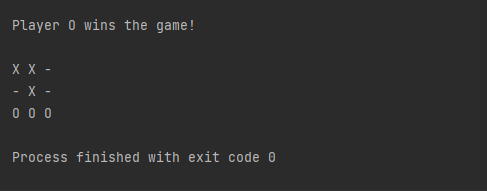 Player O wins the game!
X X -
- X -
O O O
Process finished with exit code 0